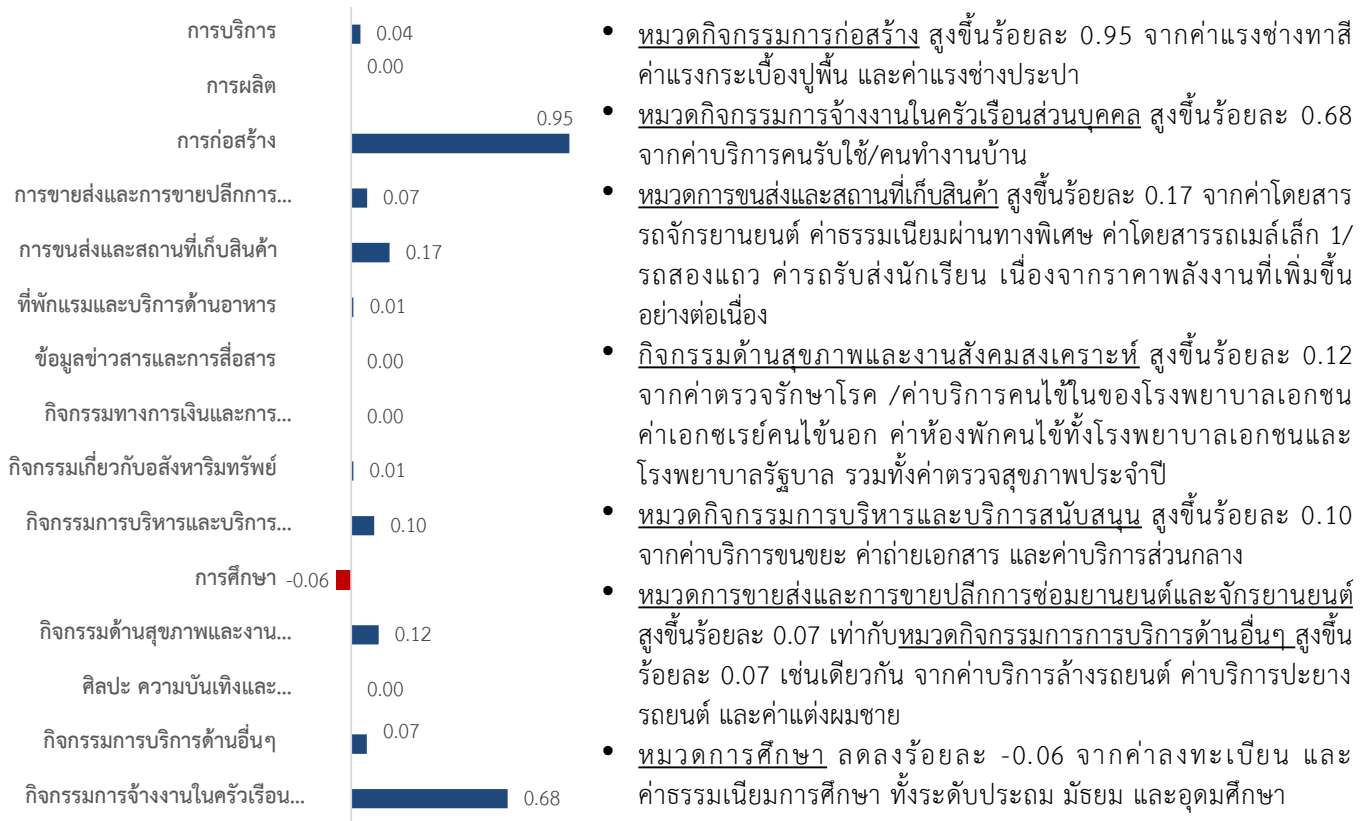 การบริการ 0.04
การผลิต 0.00
การก่อสร้าง 0.95
การขายส่งและการขายปลีกการ... 0.07
การขนส่งและสถานที่เก็บสินค้า 0.17
ที่พักแรมและบริการด้านอาหาร 0.01
ข้อมูลข่าวสารและการสื่อสาร 0.00
กิจกรรมทางการเงินและการ... 0.00
กิจกรรมเกี่ยวกับอสังหาริมทรัพย์ 0.01
กิจกรรมการบริหารและบริการ... 0.10
การศึกษา -0.06
กิจกรรมด้านสุขภาพและงาน... 0.12
ศิลปะ ความบันเทิงและ... 0.00
กิจกรรมการบริการด้านอื่นๆ 0.07
กิจกรรมการจ้างงานในครัวเรือน... 0.68
• หมวดกิจกรรมการก่อสร้าง สูงขึ้นร้อยละ 0.95 จากค่าแรงช่างทาสี
ค่าแรงกระเบื้องปูพื้น และค่าแรงช่างประปา
• หมวดกิจกรรมการจ้างงานในครัวเรือนส่วนบุคคล สูงขึ้นร้อยละ 0.68
จากค่าบริการคนรับใช้/คนทำงานบ้าน
• หมวดการขนส่งและสถานที่เก็บสินค้า สูงขึ้นร้อยละ 0.17 จากค่าโดยสาร
รถจักรยานยนต์ ค่าธรรมเนียมผ่านทางพิเศษ ค่าโดยสารรถเมล์เล็ก 1/
รถสองแถว ค่ารถรับส่งนักเรียน เนื่องจากราคาพลังงานที่เพิ่มขึ้น
อย่างต่อเนื่อง
• กิจกรรมด้านสุขภาพและงานสังคมสงเคราะห์ สูงขึ้นร้อยละ 0.12
จากค่าตรวจรักษาโรค /ค่าบริการคนไข้ในของโรงพยาบาลเอกชน
ค่าเอกซเรย์คนไข้นอก ค่าห้องพักคนไข้ทั้งโรงพยาบาลเอกชนและ
โรงพยาบาลรัฐบาล รวมทั้งค่าตรวจสุขภาพประจำปี
• หมวดกิจกรรมการบริหารและบริการสนับสนุน สูงขึ้นร้อยละ 0.10
จากค่าบริการขนขยะ ค่าถ่ายเอกสาร และค่าบริการส่วนกลาง
• หมวดการขายส่งและการขายปลีกการซ่อมยานยนต์และจักรยานยนต์
สูงขึ้นร้อยละ 0.07 เท่ากับหมวดกิจกรรมการการบริการด้านอื่นๆ สูงขึ้น
ร้อยละ 0.07 เช่นเดียวกัน จากค่าบริการล้างรถยนต์ ค่าบริการปะยาง
รถยนต์ และค่าแต่งผมชาย
• หมวดการศึกษา ลดลงร้อยละ -0.06 จากค่าลงทะเบียน และ
ค่าธรรมเนียมการศึกษา ทั้งระดับประถม มัธยม และอุดมศึกษา